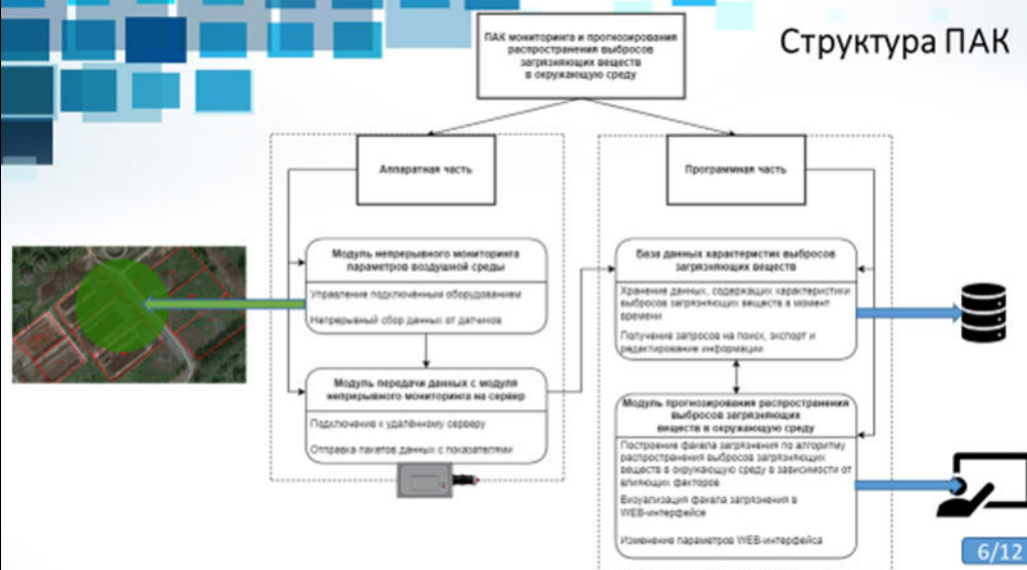 Структура ПАК
ПАК мониторинга и прогнозирования
распространения выбросов
загрязняющих веществ
в окружающую среду
Аппаратная часть
Модуль непрерывного мониторинга
параметров воздушной среды
Управление подключённым оборудованием
Непрерывный сбор данных от датчиков
Модуль передачи данных с модуля
непрерывного мониторинга на сервер
Подключение к удалённому серверу
Отправка пакетов данных с показателями
Программная часть
База данных характеристик выбросов
загрязняющих веществ
Хранение данных, содержащих характеристики
выбросов загрязняющих веществ в момент
времени
Получение запросов на поиск, экспорт и
редактирование информации
Модуль прогнозирования распространения
выбросов загрязняющих
веществ в окружающую среду
Построение факела загрязнения по алгоритму
распространения выбросов загрязняющих
веществ в окружающую среду в зависимости от
влияющих факторов
Визуализация факела загрязнения в
WEB-интерфейсе
Изменение параметров WEB-интерфейса
6/12